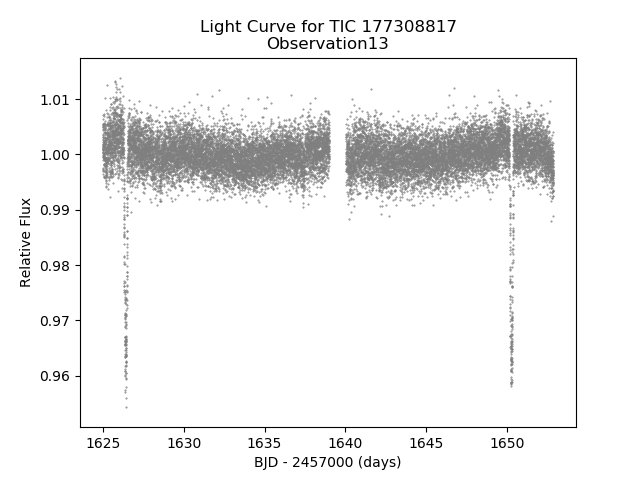 Light Curve for TIC 177308817
Observation13
Relative Flux
1.01
1.00
0.99
0.98
0.97
0.96
1625 1630 1635 1640 1645 1650
BJD - 2457000 (days)